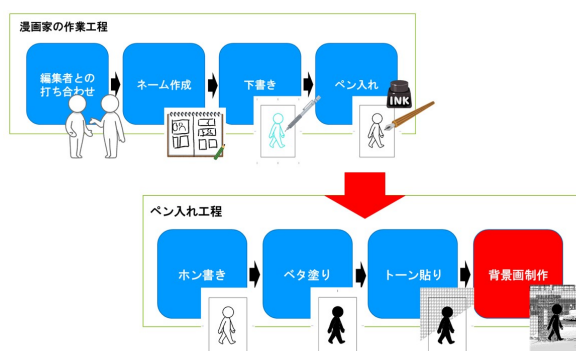 漫画家の作業工程
編集者との
打ち合わせ
ネーム作成
下書き
ペン入れ
INK
ペン入れ工程
ホン書き
ベタ塗り
トーン貼り
背景画制作